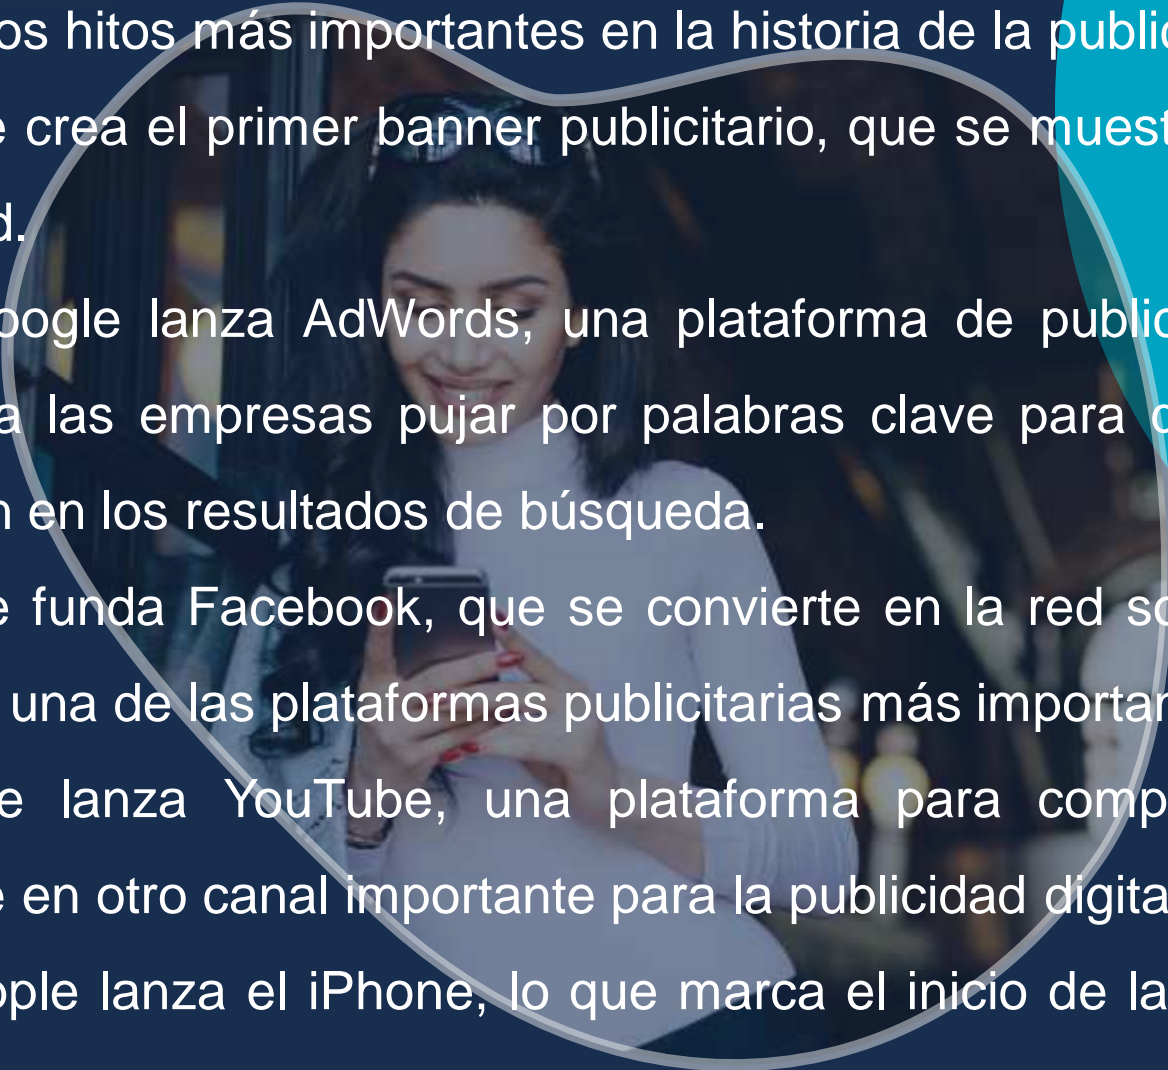 os hitos más importantes en la historia de la public
e crea el primer banner publicitario, que se muest
d.
oogle lanza AdWords, una plataforma de public
a las empresas pujar por palabras clave para
n en los resultados de búsqueda.
e funda Facebook, que se convierte en la red so
una de las plataformas publicitarias más importan
e lanza YouTube, una plataforma para comp
e en otro canal importante para la publicidad digita
pple lanza el iPhone, lo que marca el inicio de la